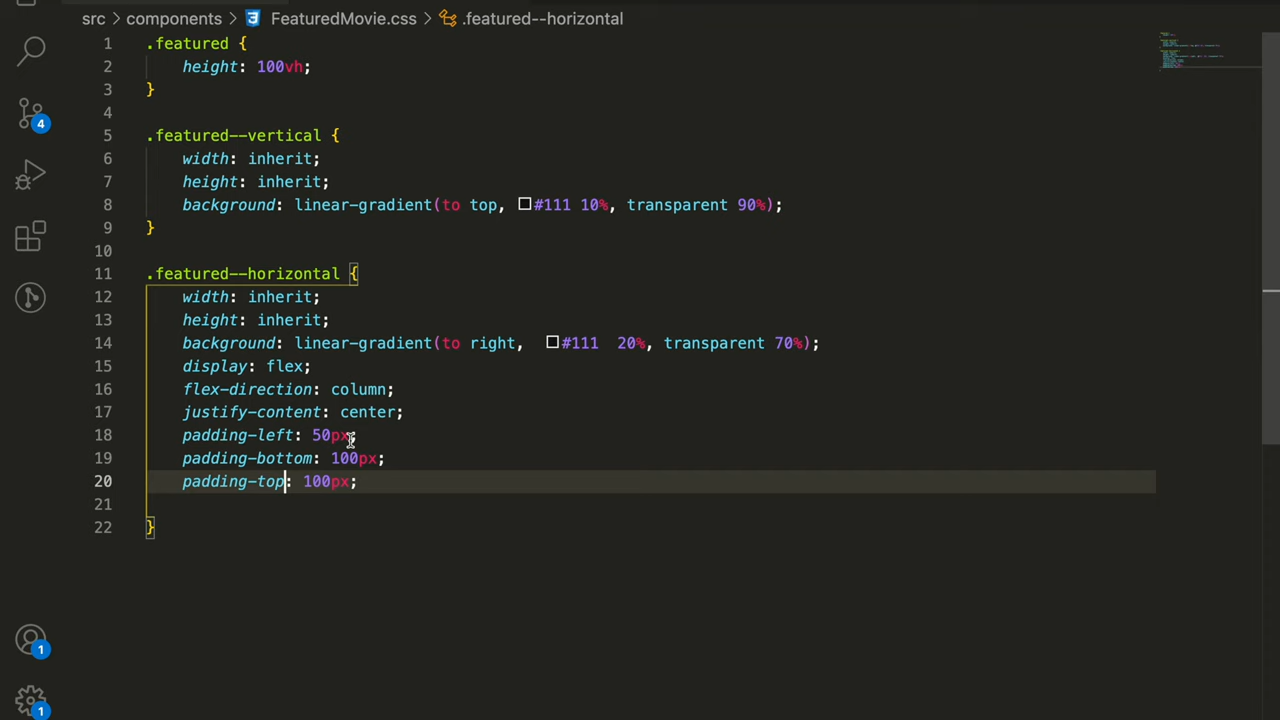 src > components > FeaturedMovie.css > .featured--horizontal
1 .featured {
2 height: 100vh;
3 }
4
5 .featured--vertical {
6 width: inherit;
7 height: inherit;
8 background: linear-gradient(to top, #111 10%, transparent 90%);
9 }
10
11 .featured--horizontal {
12 width: inherit;
13 height: inherit;
14 background: linear-gradient(to right,  #111  20%, transparent 70%);
15 display: flex;
16 flex-direction: column;
17 justify-content: center;
18 padding-left: 50px;
19 padding-bottom: 100px;
20 padding-top: 100px;
21
22 }
4
1
1